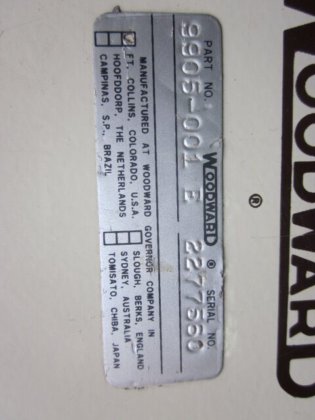 PART NO. WOODWARD ® SERIAL NO.
9905-001 E 2277560
MANUFACTURED AT WOODWARD GOVERNOR COMPANY IN
FT. COLLINS, COLORADO, U.S.A. SLOUGH, BERKS, ENGLAND
HOOFDDORP, THE NETHERLANDS SYDNEY, AUSTRALIA
CAMPINAS, S.P., BRAZIL TOMISATO, CHIBA, JAPAN
®
WOODWARD